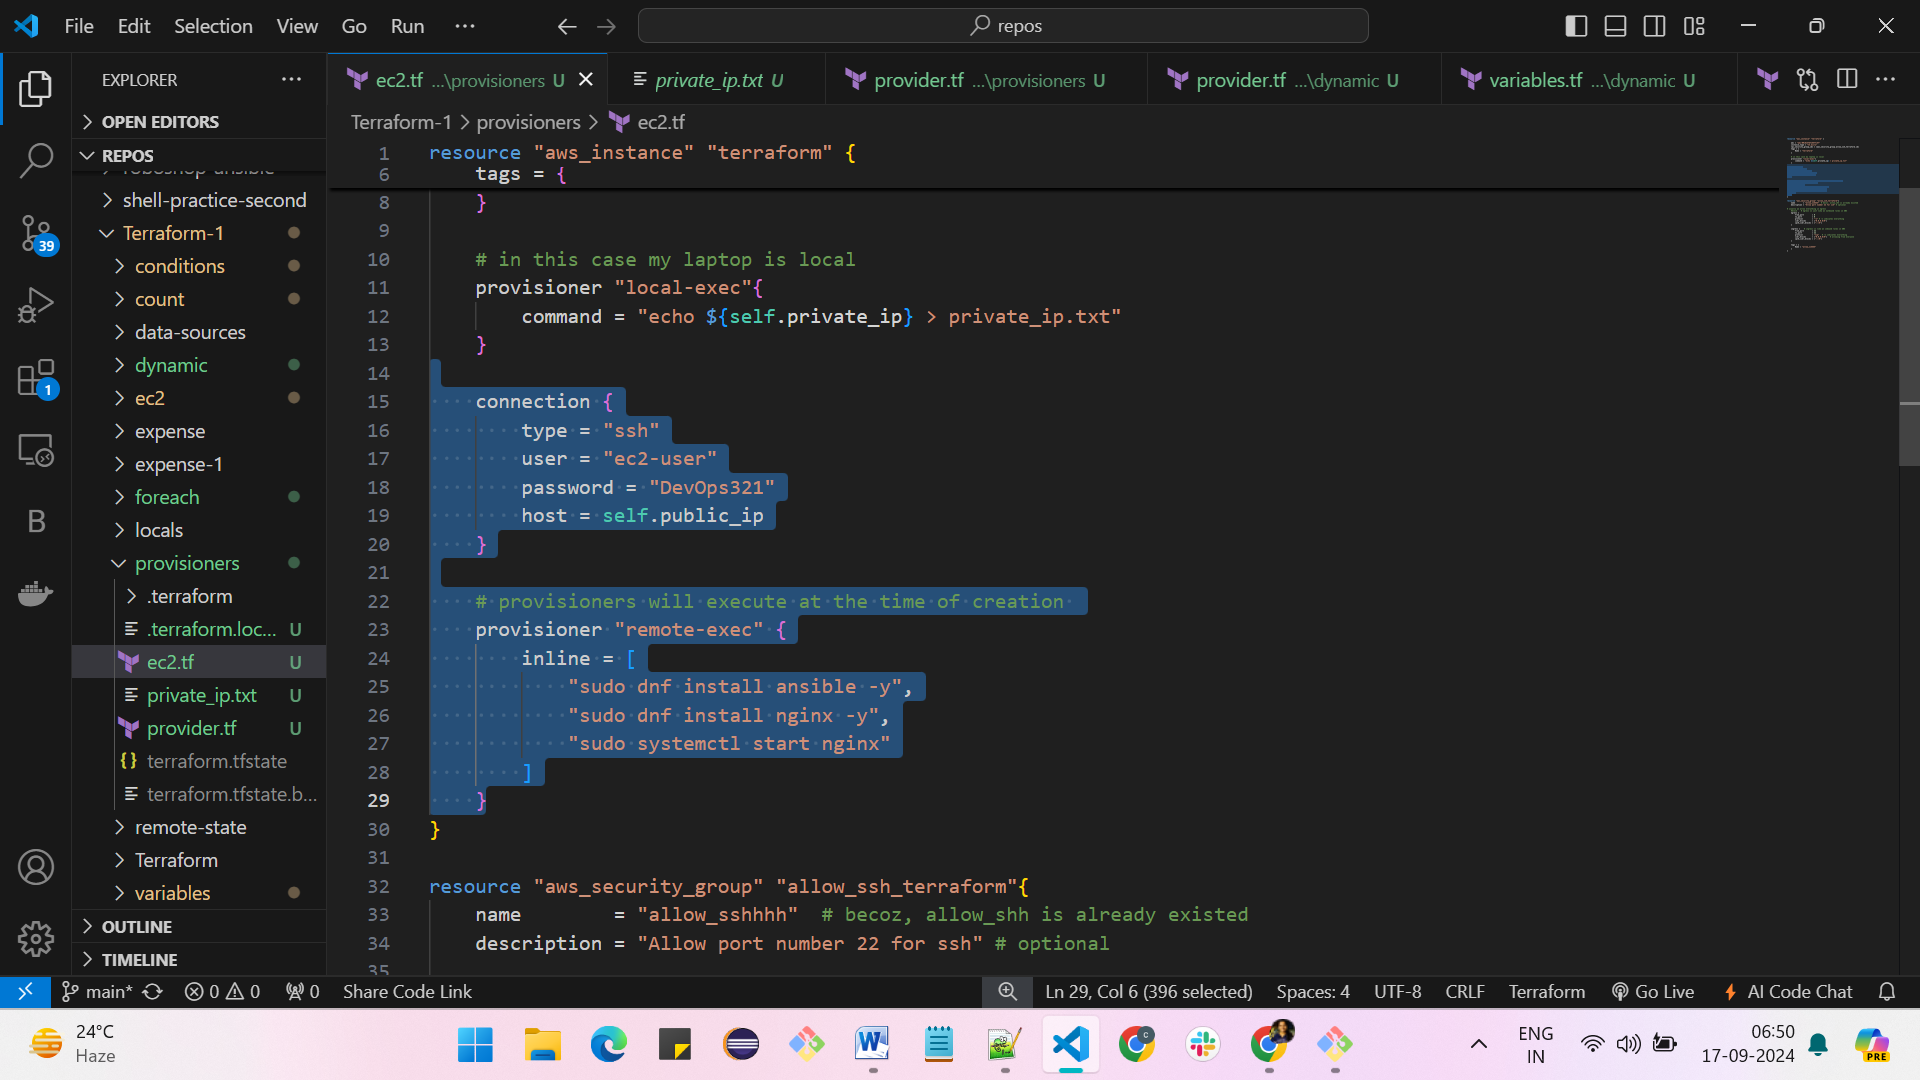 File Edit Selection View Go Run ···
repos
EXPLORER ···
ec2.tf ...\provisioners U
private_ip.txt U
provider.tf ...\provisioners U
provider.tf ...\dynamic U
variables.tf ...\dynamic U
OPEN EDITORS
REPOS
roboshop-ansible
shell-practice-second
Terraform-1
conditions
count
data-sources
dynamic
ec2
expense
expense-1
foreach
locals
provisioners
.terraform
.terraform.loc... U
ec2.tf U
private_ip.txt U
provider.tf U
{} terraform.tfstate
terraform.tfstate.b...
remote-state
Terraform
variables
OUTLINE
TIMELINE
39
1
B
Terraform-1 > provisioners > ec2.tf
1 resource "aws_instance" "terraform" {
6     tags = {
8     }
9
10     # in this case my laptop is local
11     provisioner "local-exec"{
12         command = "echo ${self.private_ip} > private_ip.txt"
13     }
14
15     connection {
16         type = "ssh"
17         user = "ec2-user"
18         password = "DevOps321"
19         host = self.public_ip
20     }
21
22     # provisioners will execute at the time of creation
23     provisioner "remote-exec" {
24         inline = [
25             "sudo dnf install ansible -y",
26             "sudo dnf install nginx -y",
27             "sudo systemctl start nginx"
28         ]
29     }
30 }
31
32 resource "aws_security_group" "allow_ssh_terraform"{
33     name        = "allow_sshhhh"  # becoz, allow_shh is already existed
34     description = "Allow port number 22 for ssh" # optional
35
main* 0 0 0 Share Code Link
Ln 29, Col 6 (396 selected) Spaces: 4 UTF-8 CRLF Terraform Go Live AI Code Chat
24°C
Haze
ENG
IN
06:50
17-09-2024
PRE